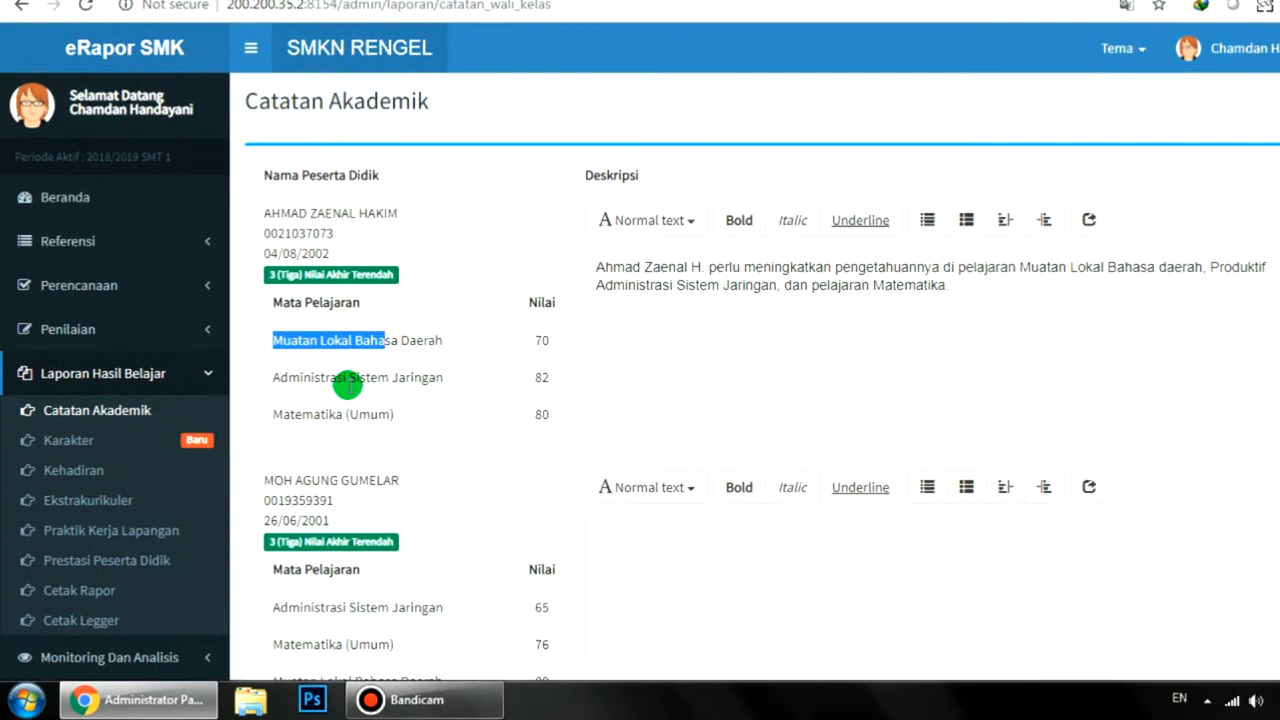 Not secure 200.200.35.2:8154/admin/laporan/catatan_wali_kelas
eRapor SMK
SMKN RENGEL
Tema
Chamdan H
Selamat Datang
Chamdan Handayani
Periode Aktif : 2018/2019 SMT 1
Beranda
Referensi
Perencanaan
Penilaian
Laporan Hasil Belajar
Catatan Akademik
Karakter
Baru
Kehadiran
Ekstrakurikuler
Praktik Kerja Lapangan
Prestasi Peserta Didik
Cetak Rapor
Cetak Legger
Monitoring Dan Analisis
Catatan Akademik
Nama Peserta Didik
Deskripsi
AHMAD ZAENAL HAKIM
0021037073
04/08/2002
3 (Tiga) Nilai Akhir Terendah
Mata Pelajaran Nilai
Muatan Lokal Bahasa Daerah 70
Administrasi Sistem Jaringan 82
Matematika (Umum) 80
A Normal text Bold Italic Underline
Ahmad Zaenal H. perlu meningkatkan pengetahuannya di pelajaran Muatan Lokal Bahasa daerah, Produktif
Administrasi Sistem Jaringan, dan pelajaran Matematika.
MOH AGUNG GUMELAR
0019359391
26/06/2001
3 (Tiga) Nilai Akhir Terendah
Mata Pelajaran Nilai
Administrasi Sistem Jaringan 65
Matematika (Umum) 76
A Normal text Bold Italic Underline
Administrator Pa...
Ps
Bandicam
EN